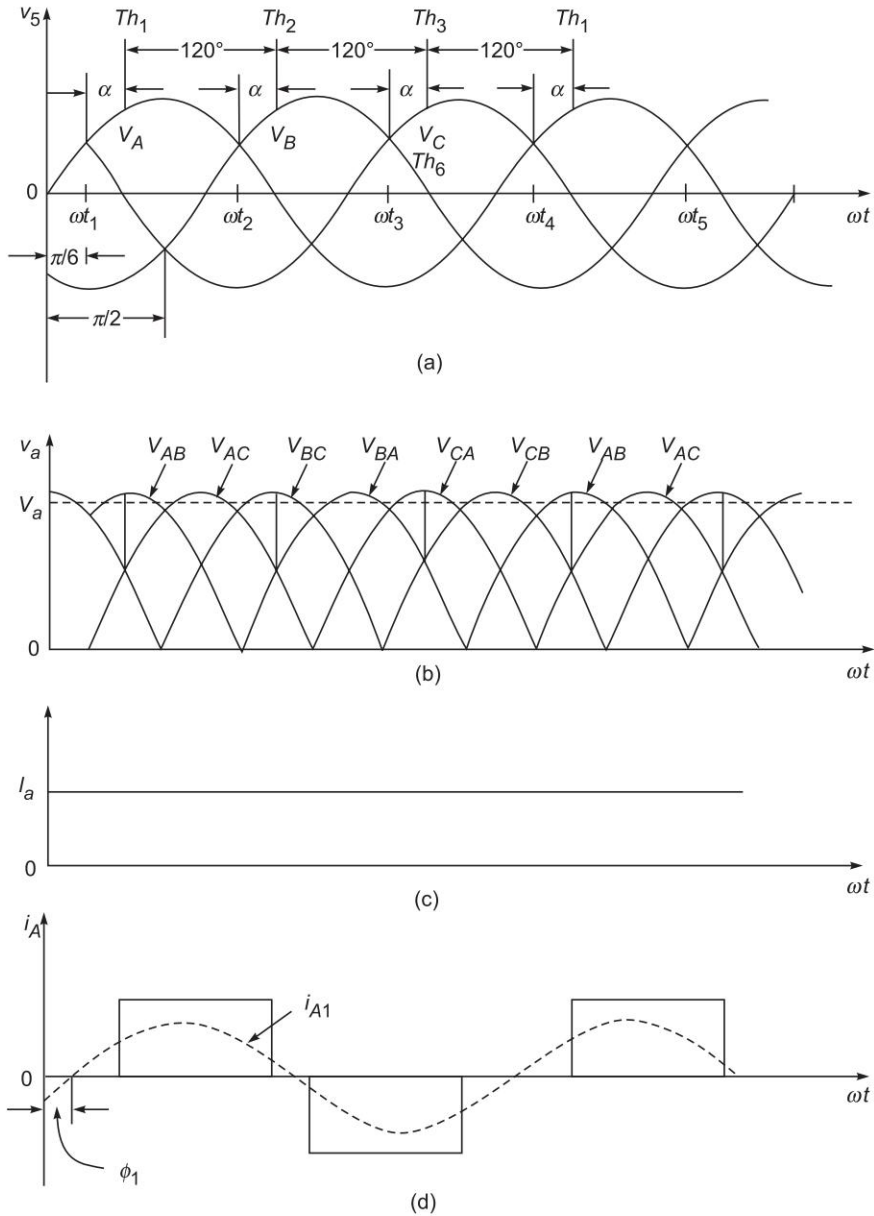 v5 Th1 Th2 Th3 Th1
120° 120° 120°
α α α α
VA VB VC
Th6
0 ωt1 ωt2 ωt3 ωt4 ωt5 ωt
π/6
π/2
(a)
va VAB VAC VBC VBA VCA VCB VAB VAC
Va
0
ωt
(b)
Ia
0
ωt
(c)
iA
iA1
0
ωt
ϕ1
(d)